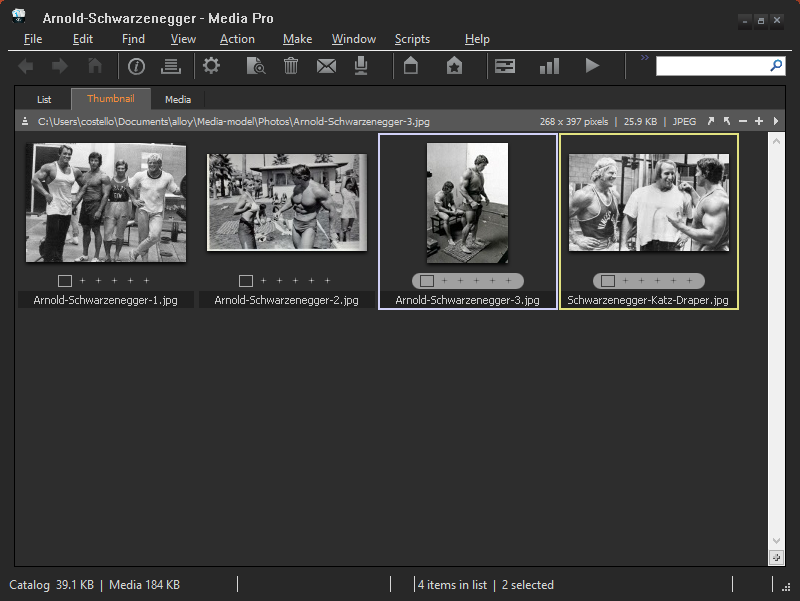 Arnold-Schwarzenegger - Media Pro
File Edit Find View Action Make Window Scripts Help
List Thumbnail Media
C:\Users\costello\Documents\alloy\Media-model\Photos\Arnold-Schwarzenegger-3.jpg 268 x 397 pixels | 25.9 KB | JPEG
Arnold-Schwarzenegger-1.jpg Arnold-Schwarzenegger-2.jpg Arnold-Schwarzenegger-3.jpg Schwarzenegger-Katz-Draper.jpg
Catalog 39.1 KB | Media 184 KB 4 items in list | 2 selected